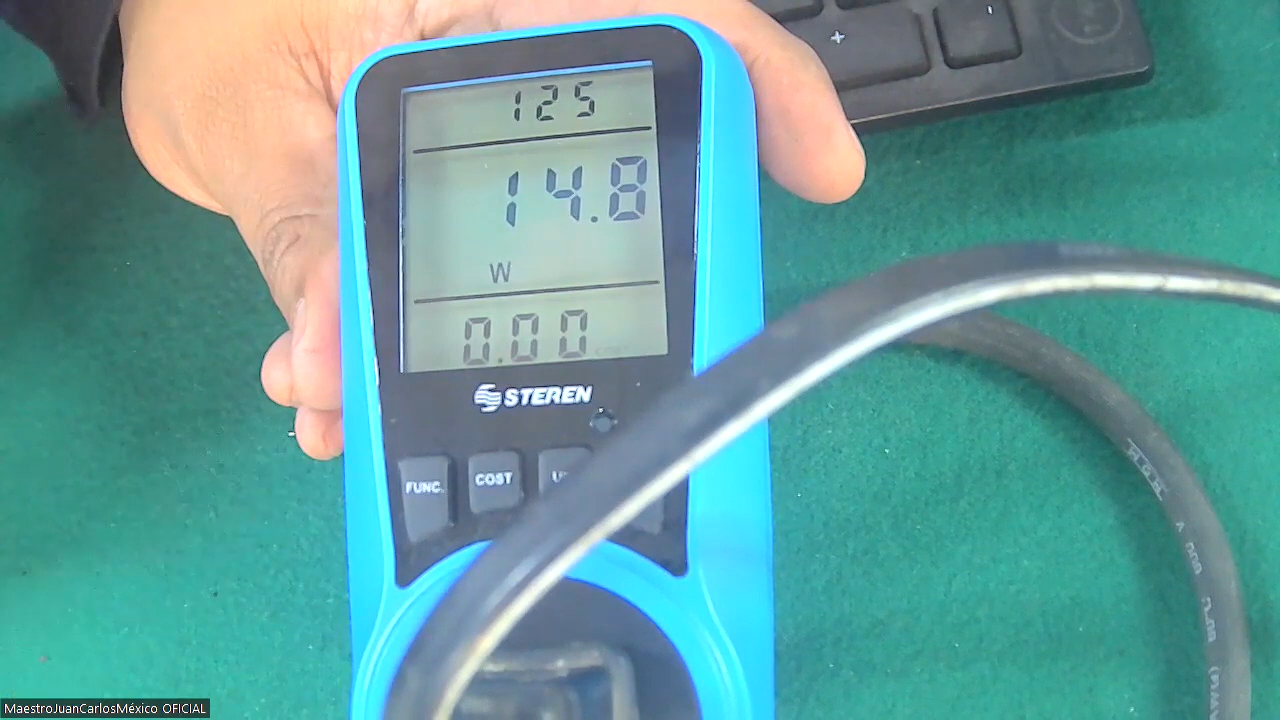 +
125
14.8
W
0.00
STEREN
FUNC.
COST
MaestroJuanCarlosMéxico OFICIAL